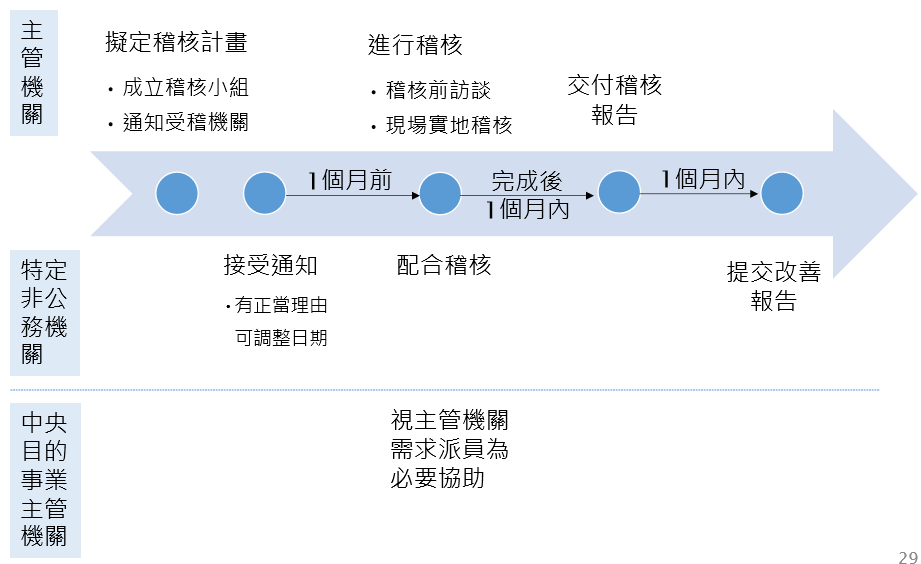 主
管
機
關
擬定稽核計畫
•成立稽核小組
•通知受稽機關
進行稽核
•稽核前訪談
•現場實地稽核
交付稽核
報告
1個月前
完成後
1個月內
1個月內
特定
非公
務機
關
接受通知
•有正當理由
可調整日期
配合稽核
提交改善
報告
中央
目的
事業
主管
機關
視主管機關
需求派員為
必要協助
29